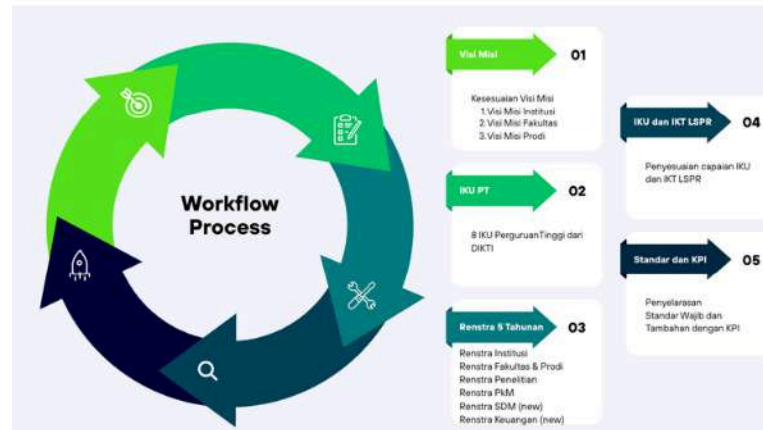 Workflow
Process
Visi Misi
01
Kesesuaian Visi Misi
1. Visi Misi Institusi
2. Visi Misi Fakultas
3. Visi Misi Prodi
IKU PT
02
8 IKU PerguruanTinggi dari
DIKTI
Renstra 5 Tahunan
03
Renstra Institusi
Renstra Fakultas & Prodi
Renstra Penelitian
Renstra PkM
Renstra SDM (new)
Renstra Keuangan (new)
IKU dan IKT LSPR
04
Penyesuaian capaian IKU
dan IKT LSPR
Standar dan KPI
05
Penyelarasan
Standar Wajib dan
Tambahan dengan KPI